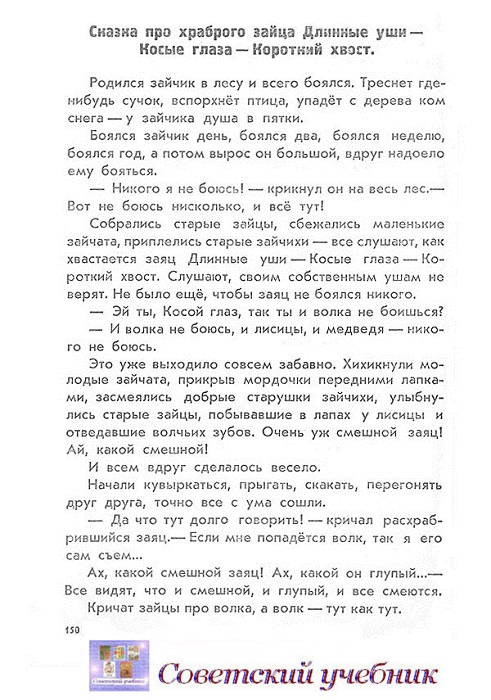 Сказка про храброго зайца Длинные уши —
Косые глаза — Короткий хвост.
Родился зайчик в лесу и всего боялся. Треснет где-
нибудь сучок, вспорхнёт птица, упадёт с дерева ком
снега — у зайчика душа в пятки.
Боялся зайчик день, боялся два, боялся неделю,
боялся год, а потом вырос он большой, вдруг надоело
ему бояться.
— Никого я не боюсь! — крикнул он на весь лес.—
Вот не боюсь нисколько, и всё тут!
Собрались старые зайцы, сбежались маленькие
зайчата, приплелись старые зайчихи — все слушают, как
хвастается заяц Длинные уши — Косые глаза — Ко-
роткий хвост. Слушают, своим собственным ушам не
верят. Не было ещё, чтобы заяц не боялся никого.
— Эй ты, Косой глаз, так ты и волка не боишься?
— И волка не боюсь, и лисицы, и медведя — нико-
го не боюсь.
Это уже выходило совсем забавно. Хихикнули мо-
лодые зайчата, прикрыв мордочки передними лапка-
ми, засмеялись добрые старушки зайчихи, улыбну-
лись старые зайцы, побывавшие в лапах у лисицы и
отведавшие волчьих зубов. Очень уж смешной заяц!
Ай, какой смешной!
И всем вдруг сделалось весело.
Начали кувыркаться, прыгать, скакать, перегонять
друг друга, точно все с ума сошли.
— Да что тут долго говорить! — кричал расхраб-
рившийся заяц.— Если мне попадётся волк, так я его
сам съем...
Ах, какой смешной заяц! Ах, какой он глупый...—
Все видят, что и смешной, и глупый, и все смеются.
Кричат зайцы про волка, а волк — тут как тут.
150
Советский учебник
Советский учебник